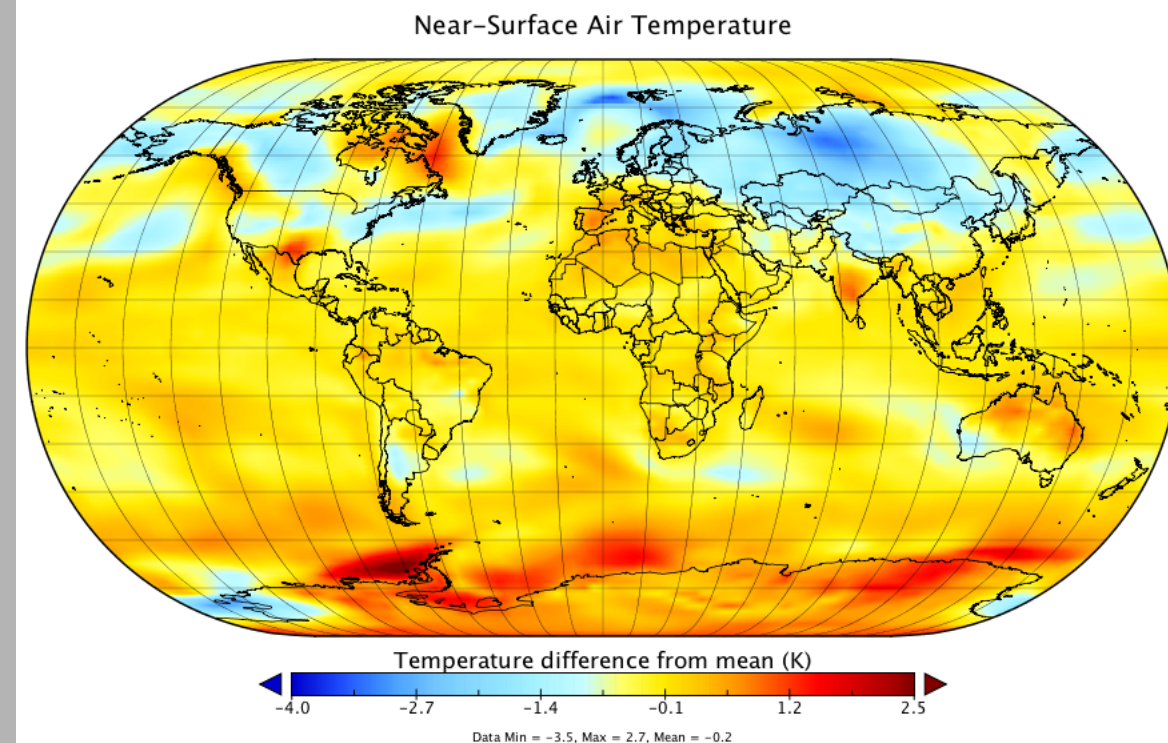 Near-Surface Air Temperature
Temperature difference from mean (K)
-4.0 -2.7 -1.4 -0.1 1.2 2.5
Data Min = -3.5, Max = 2.7, Mean = -0.2